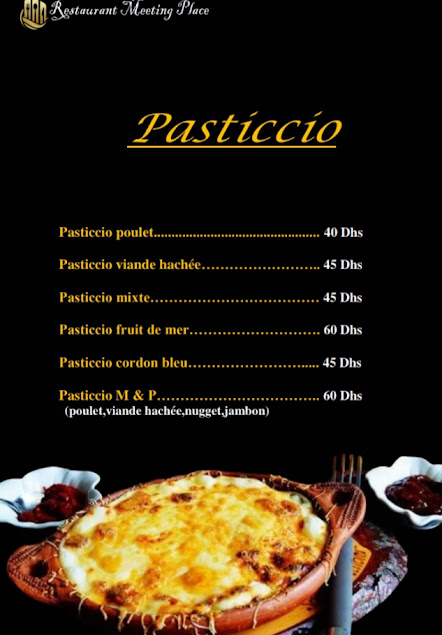 Restaurant Meeting Place
Pasticcio
Pasticcio poulet............................................... 40 Dhs
Pasticcio viande hachée…………………….. 45 Dhs
Pasticcio mixte……………………………… 45 Dhs
Pasticcio fruit de mer………………………. 60 Dhs
Pasticcio cordon bleu……………………..... 45 Dhs
Pasticcio M & P…………………………….. 60 Dhs
(poulet,viande hachée,nugget,jambon)